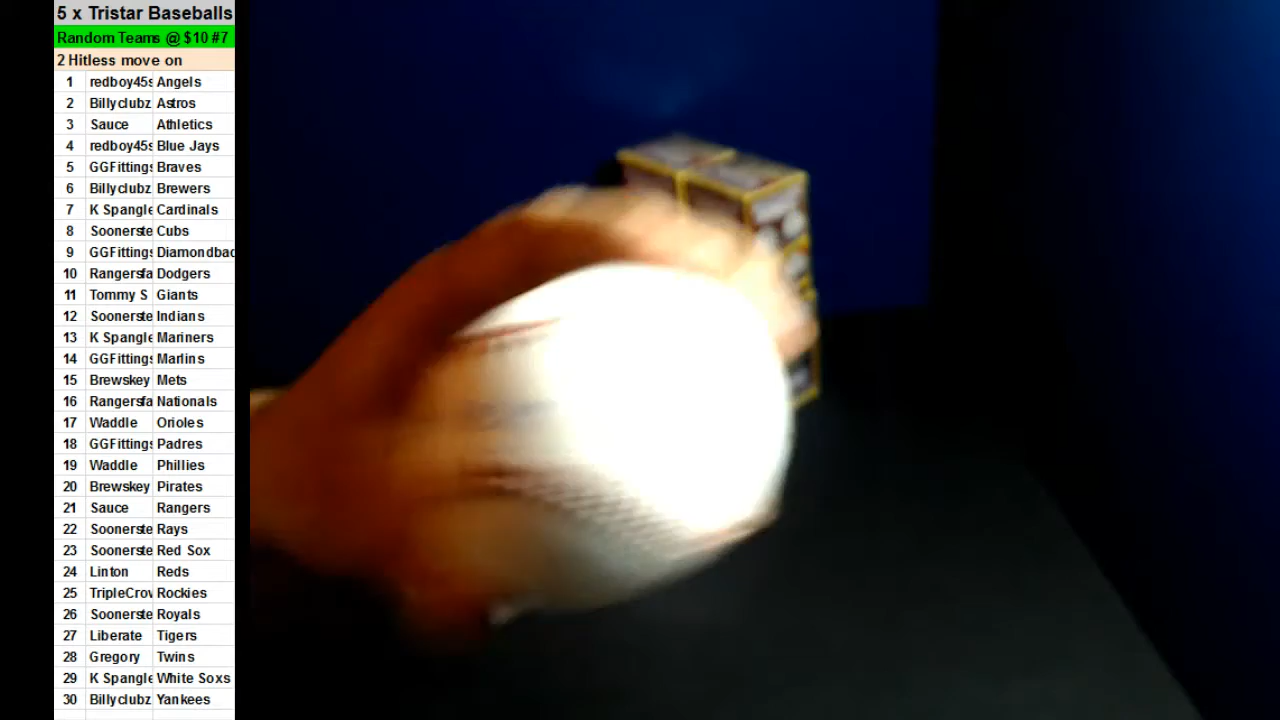 5 x Tristar Baseballs
Random Teams @ $10 #7
2 Hitless move on
1 redboy45s Angels
2 Billyclubz Astros
3 Sauce Athletics
4 redboy45s Blue Jays
5 GGFittings Braves
6 Billyclubz Brewers
7 K Spangle Cardinals
8 Soonerste Cubs
9 GGFittings Diamondbac
10 Rangersfa Dodgers
11 Tommy S Giants
12 Soonerste Indians
13 K Spangle Mariners
14 GGFittings Marlins
15 Brewskey Mets
16 Rangersfa Nationals
17 Waddle Orioles
18 GGFittings Padres
19 Waddle Phillies
20 Brewskey Pirates
21 Sauce Rangers
22 Soonerste Rays
23 Soonerste Red Sox
24 Linton Reds
25 TripleCrow Rockies
26 Soonerste Royals
27 Liberate Tigers
28 Gregory Twins
29 K Spangle White Soxs
30 Billyclubz Yankees